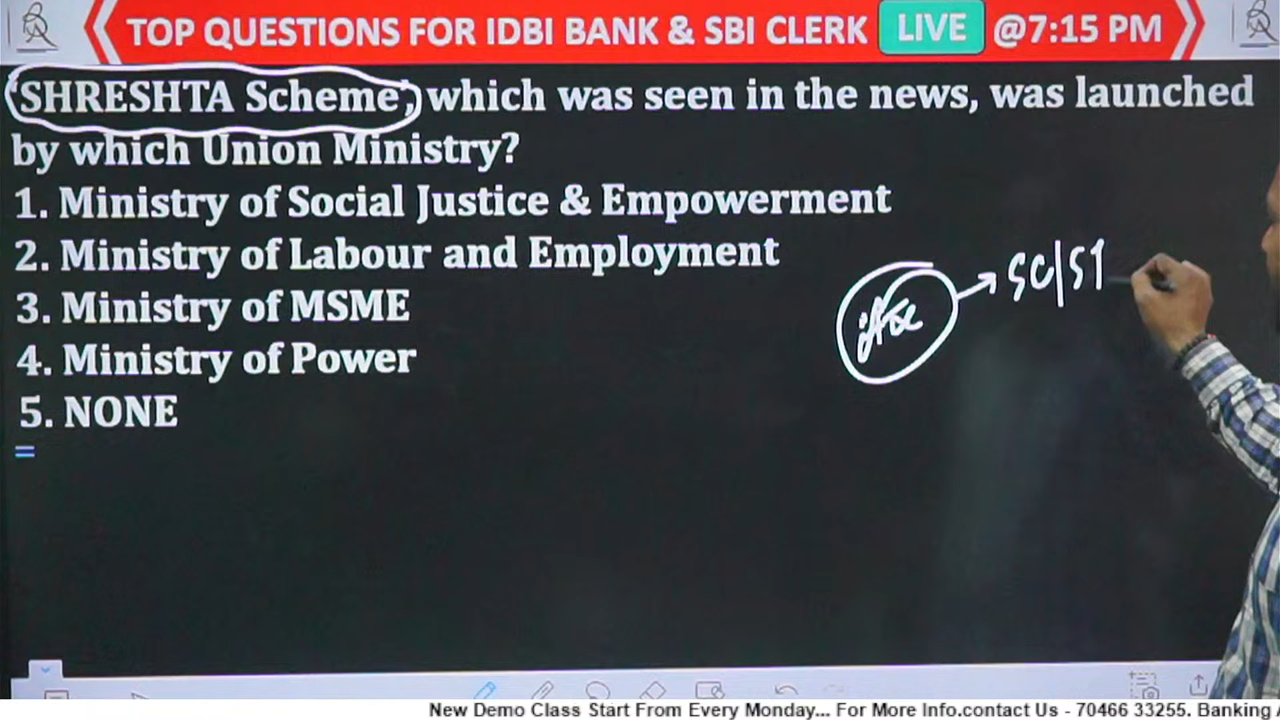 TOP QUESTIONS FOR IDBI BANK & SBI CLERK LIVE @7:15 PM
'SHRESHTA Scheme,' which was seen in the news, was launched
by which Union Ministry?
1. Ministry of Social Justice & Empowerment
2. Ministry of Labour and Employment
SC/ST
3. Ministry of MSME
4. Ministry of Power
5. NONE
=
New Demo Class Start From Every Monday... For More Info.contact Us - 70466 33255. Banking